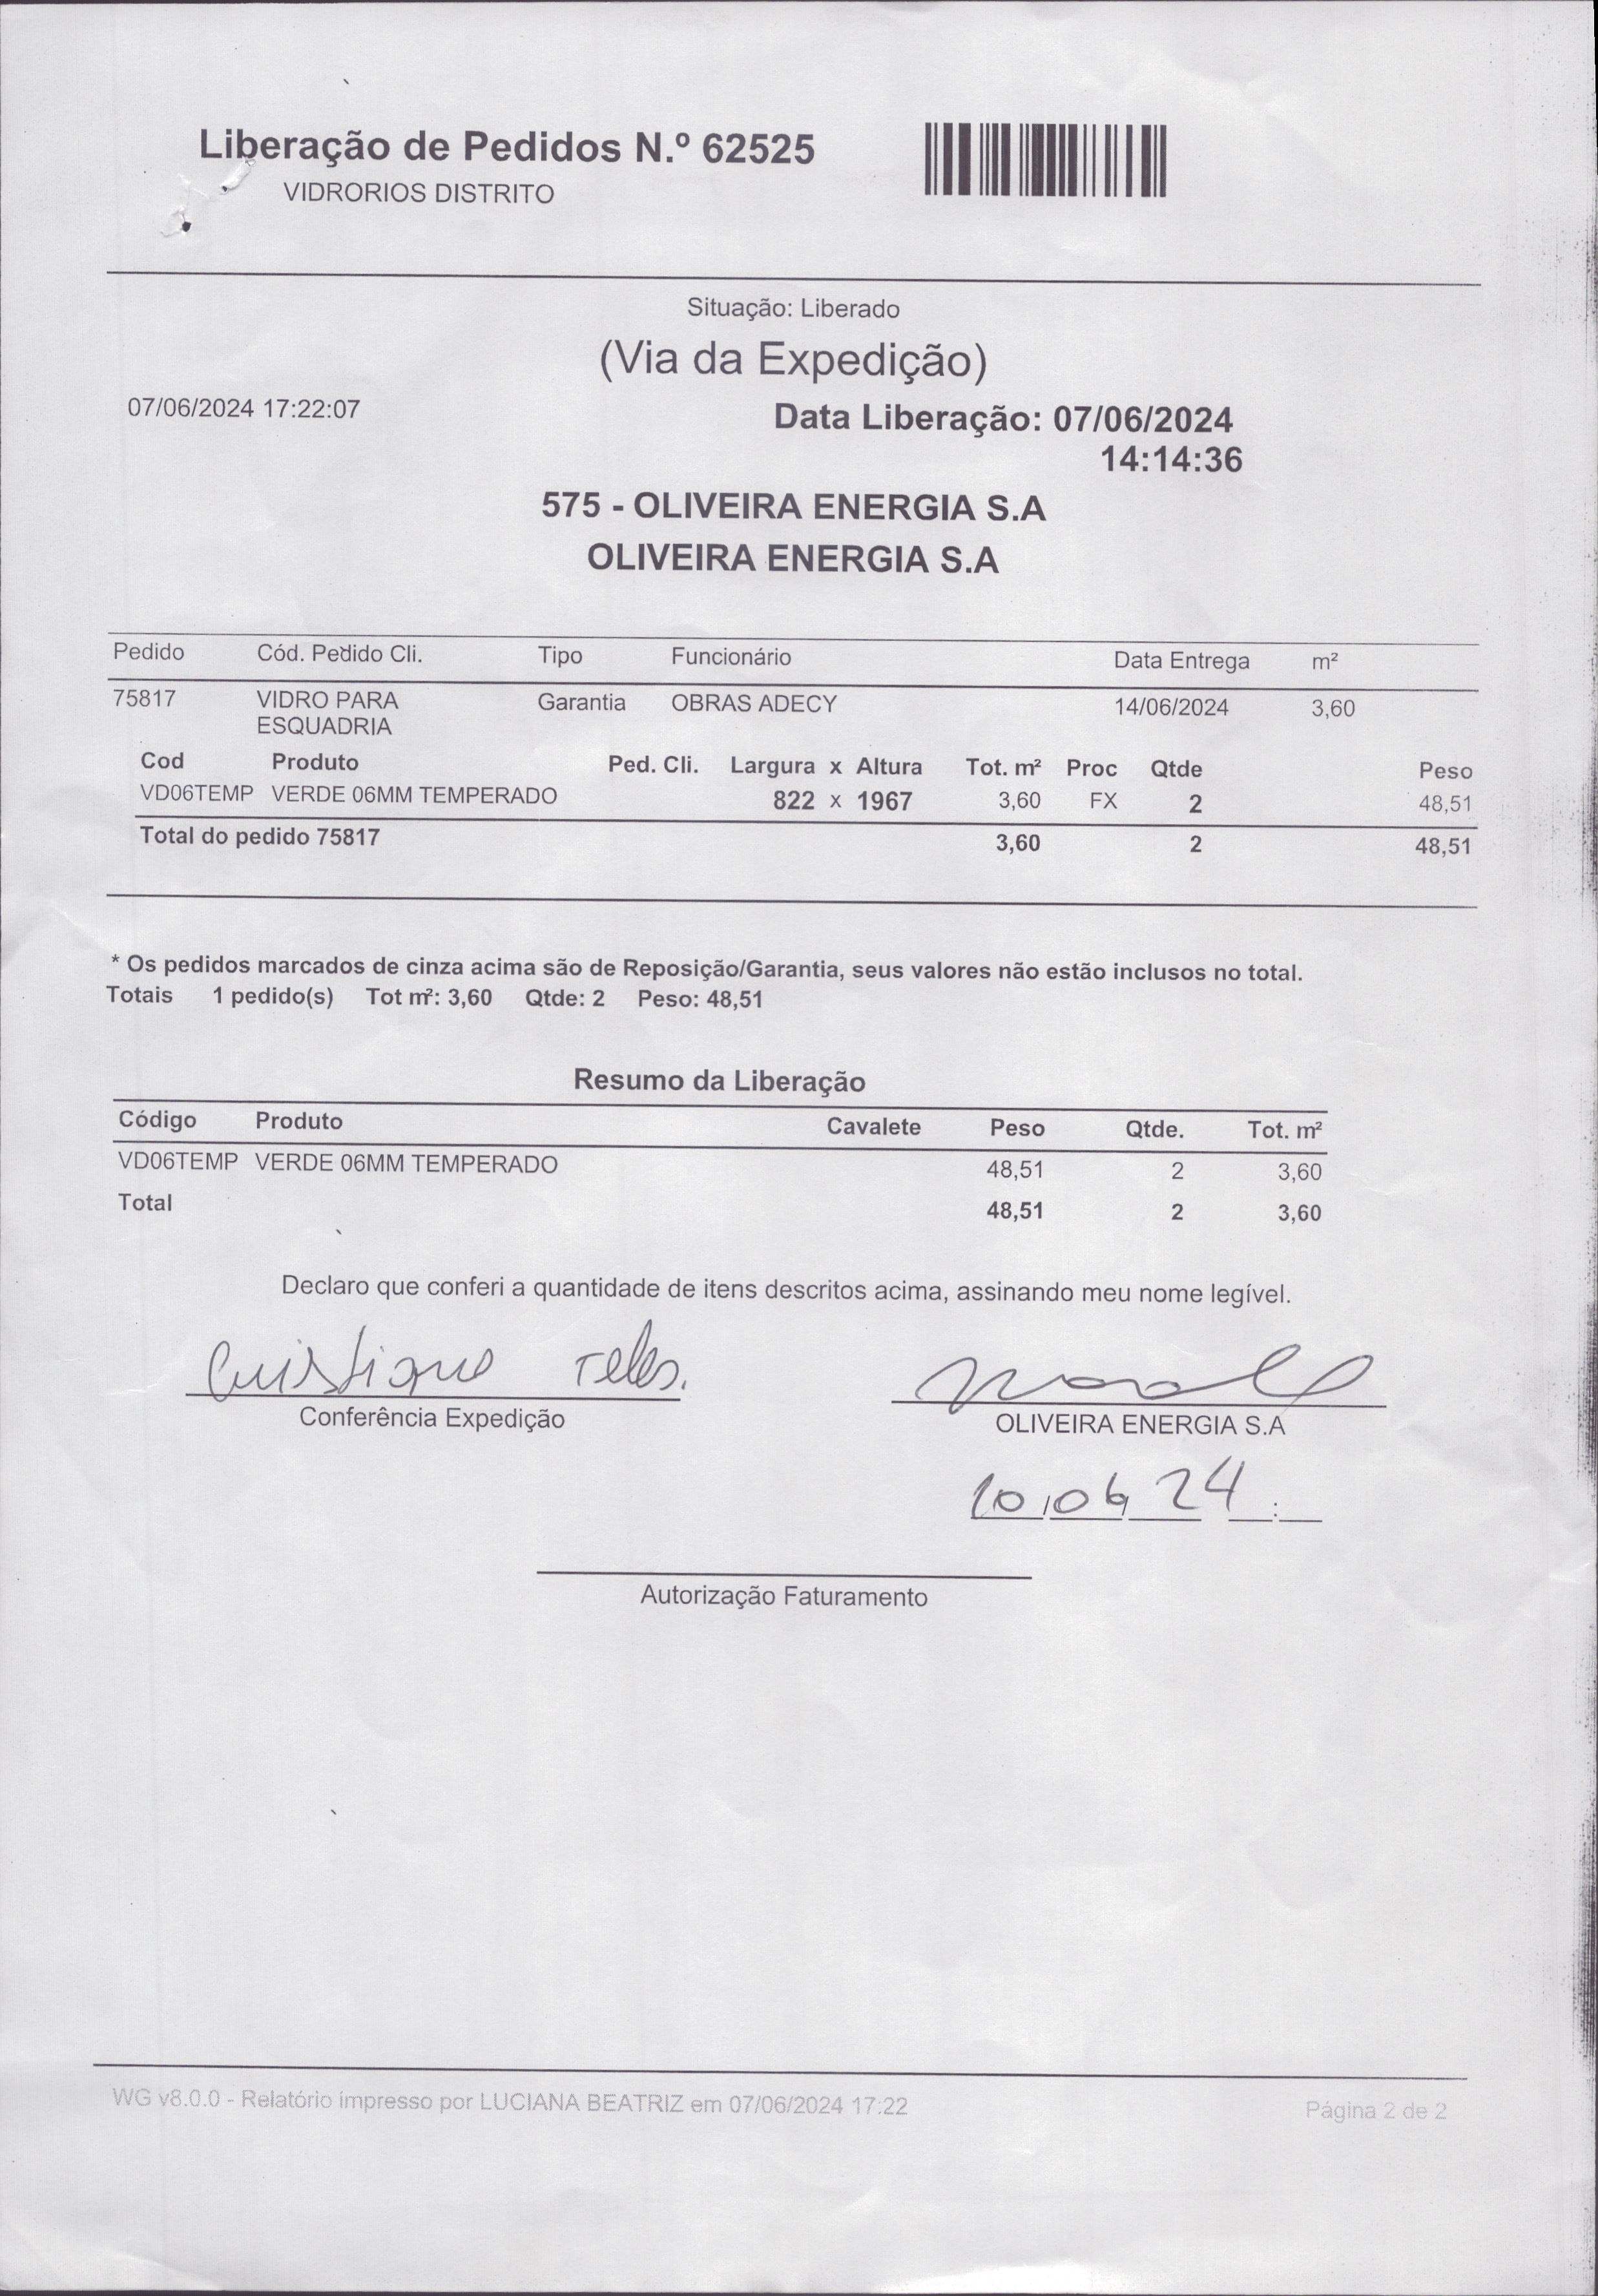 Liberação de Pedidos N.º 62525
VIDRORIOS DISTRITO
Situação: Liberado
(Via da Expedição)
07/06/2024 17:22:07
Data Liberação: 07/06/2024
14:14:36
575 - OLIVEIRA ENERGIA S.A
OLIVEIRA ENERGIA S.A
Pedido Cód. Pedido Cli. Tipo Funcionário Data Entrega m²
75817 VIDRO PARA ESQUADRIA Garantia OBRAS ADECY 14/06/2024 3,60
Cod Produto Ped. Cli. Largura x Altura Tot. m² Proc Qtde Peso
VD06TEMP VERDE 06MM TEMPERADO 822 x 1967 3,60 FX 2 48,51
Total do pedido 75817 3,60 2 48,51
* Os pedidos marcados de cinza acima são de Reposição/Garantia, seus valores não estão inclusos no total.
Totais 1 pedido(s) Tot m²: 3,60 Qtde: 2 Peso: 48,51
Resumo da Liberação
Código Produto Cavalete Peso Qtde. Tot. m²
VD06TEMP VERDE 06MM TEMPERADO 48,51 2 3,60
Total 48,51 2 3,60
Declaro que conferi a quantidade de itens descritos acima, assinando meu nome legível.
Teles.
Conferência Expedição
OLIVEIRA ENERGIA S.A
10/06/24 :
Autorização Faturamento
WG v8.0.0 - Relatório impresso por LUCIANA BEATRIZ em 07/06/2024 17:22
Página 2 de 2